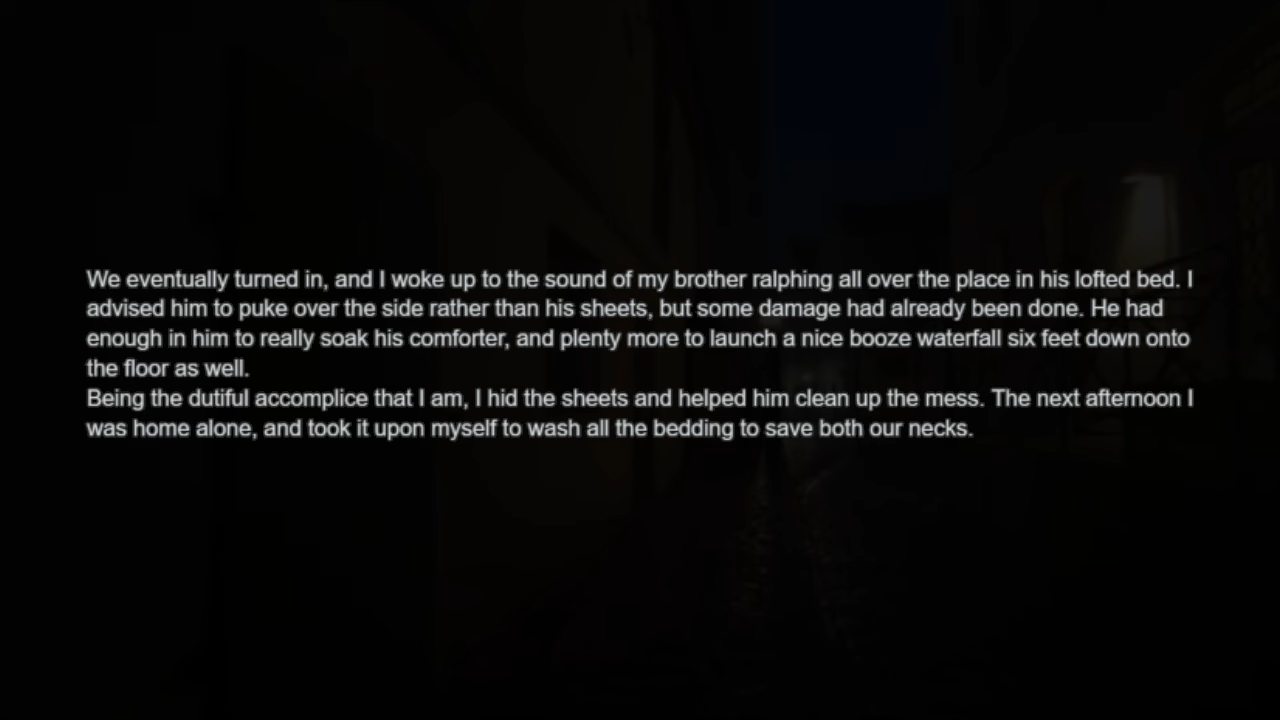 We eventually turned in, and I woke up to the sound of my brother ralphing all over the place in his lofted bed. I
advised him to puke over the side rather than his sheets, but some damage had already been done. He had
enough in him to really soak his comforter, and plenty more to launch a nice booze waterfall six feet down onto
the floor as well.
Being the dutiful accomplice that I am, I hid the sheets and helped him clean up the mess. The next afternoon I
was home alone, and took it upon myself to wash all the bedding to save both our necks.